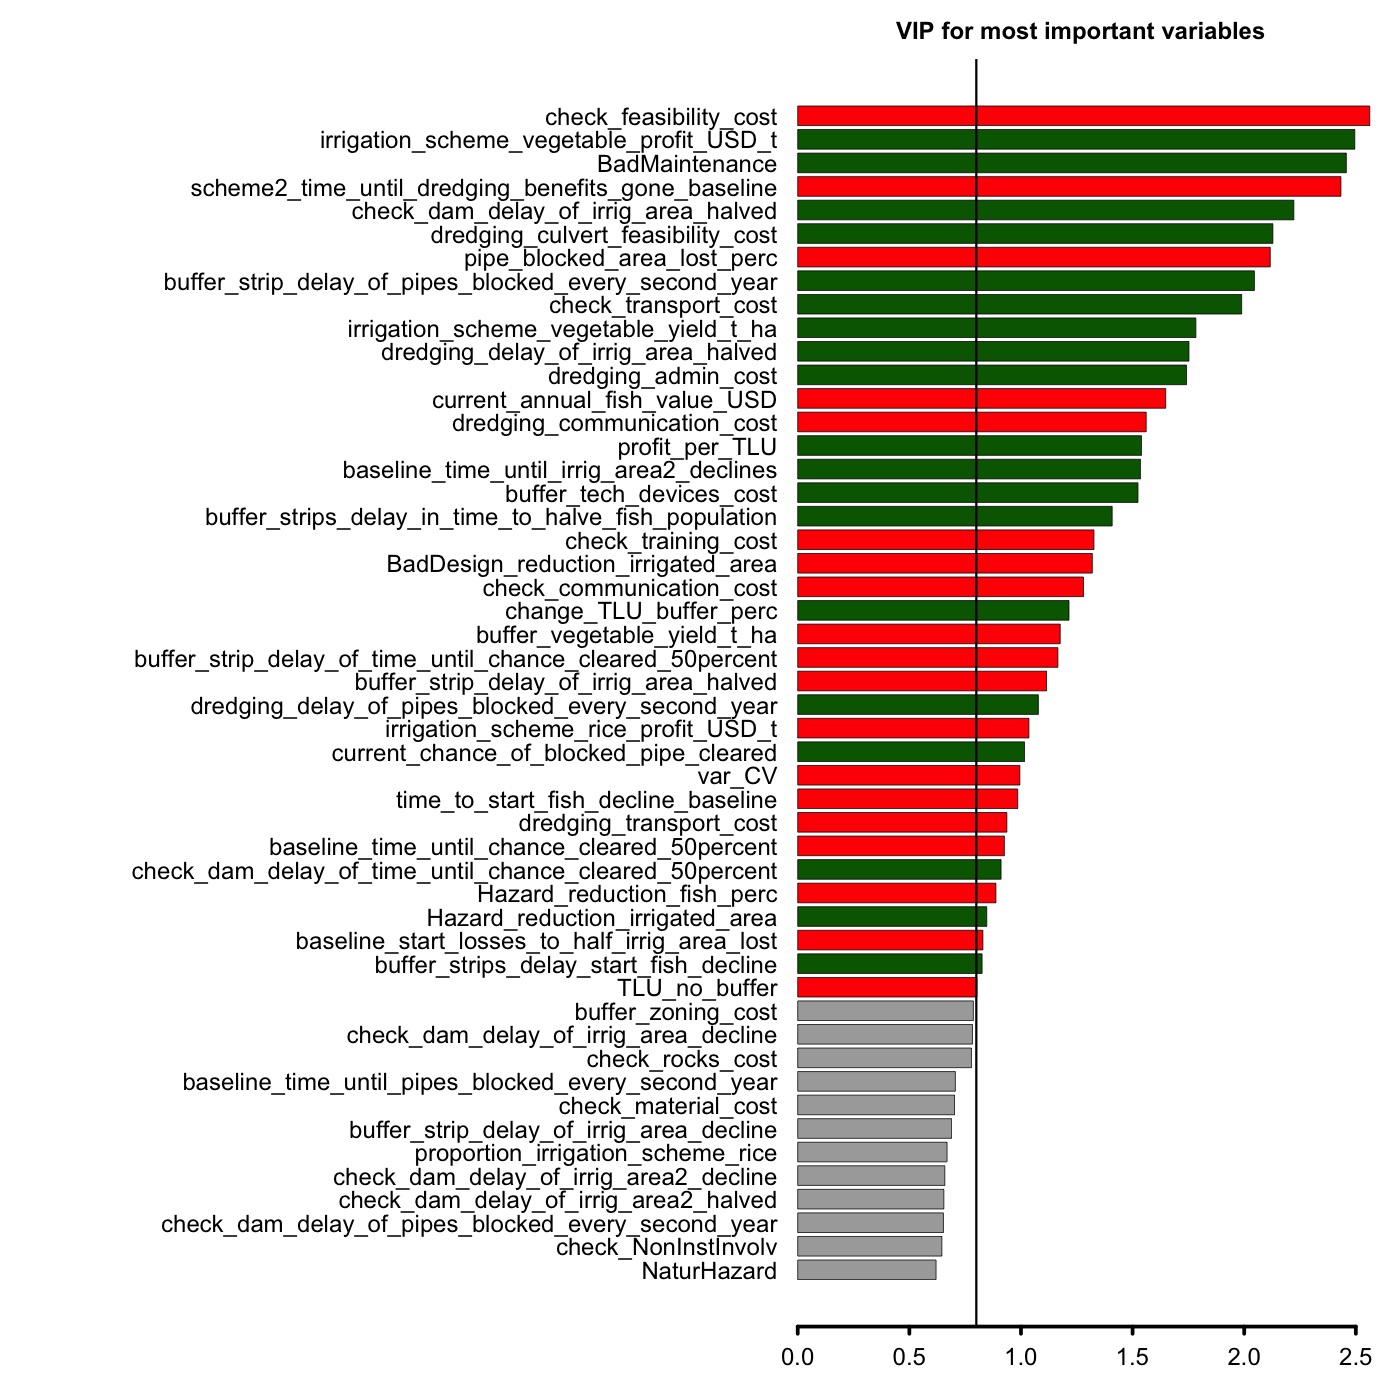 VIP for most important variables
check_feasibility_cost
irrigation_scheme_vegetable_profit_USD_t
BadMaintenance
scheme2_time_until_dredging_benefits_gone_baseline
check_dam_delay_of_irrig_area_halved
dredging_culvert_feasibility_cost
pipe_blocked_area_lost_perc
buffer_strip_delay_of_pipes_blocked_every_second_year
check_transport_cost
irrigation_scheme_vegetable_yield_t_ha
dredging_delay_of_irrig_area_halved
dredging_admin_cost
current_annual_fish_value_USD
dredging_communication_cost
profit_per_TLU
baseline_time_until_irrig_area2_declines
buffer_tech_devices_cost
buffer_strips_delay_in_time_to_halve_fish_population
check_training_cost
BadDesign_reduction_irrigated_area
check_communication_cost
change_TLU_buffer_perc
buffer_vegetable_yield_t_ha
buffer_strip_delay_of_time_until_chance_cleared_50percent
buffer_strip_delay_of_irrig_area_halved
dredging_delay_of_pipes_blocked_every_second_year
irrigation_scheme_rice_profit_USD_t
current_chance_of_blocked_pipe_cleared
var_CV
time_to_start_fish_decline_baseline
dredging_transport_cost
baseline_time_until_chance_cleared_50percent
check_dam_delay_of_time_until_chance_cleared_50percent
Hazard_reduction_fish_perc
Hazard_reduction_irrigated_area
baseline_start_losses_to_half_irrig_area_lost
buffer_strips_delay_start_fish_decline
TLU_no_buffer
buffer_zoning_cost
check_dam_delay_of_irrig_area_decline
check_rocks_cost
baseline_time_until_pipes_blocked_every_second_year
check_material_cost
buffer_strip_delay_of_irrig_area_decline
proportion_irrigation_scheme_rice
check_dam_delay_of_irrig_area2_decline
check_dam_delay_of_irrig_area2_halved
check_dam_delay_of_pipes_blocked_every_second_year
check_NonInstInvolv
NaturHazard
0.0 0.5 1.0 1.5 2.0 2.5